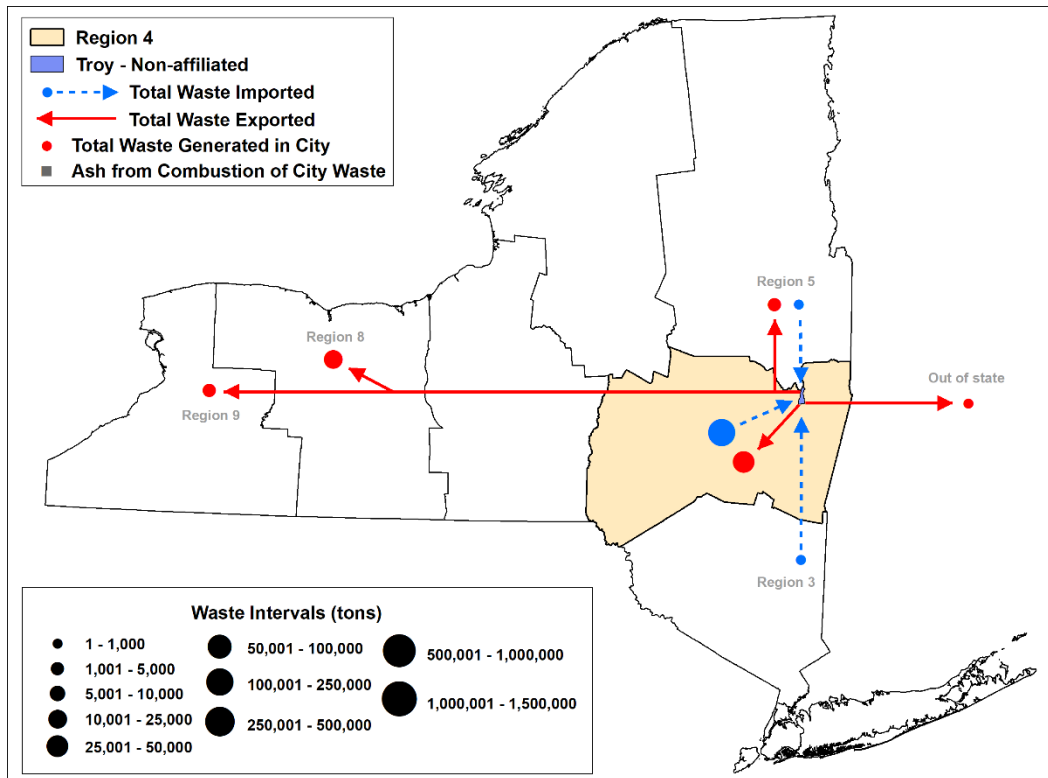 Region 4
Troy - Non-affiliated
Total Waste Imported
Total Waste Exported
Total Waste Generated in City
Ash from Combustion of City Waste
Region 5
Region 8
Out of state
Region 9
Region 3
Waste Intervals (tons)
1 - 1,000
1,001 - 5,000
5,001 - 10,000
10,001 - 25,000
25,001 - 50,000
50,001 - 100,000
100,001 - 250,000
250,001 - 500,000
500,001 - 1,000,000
1,000,001 - 1,500,000